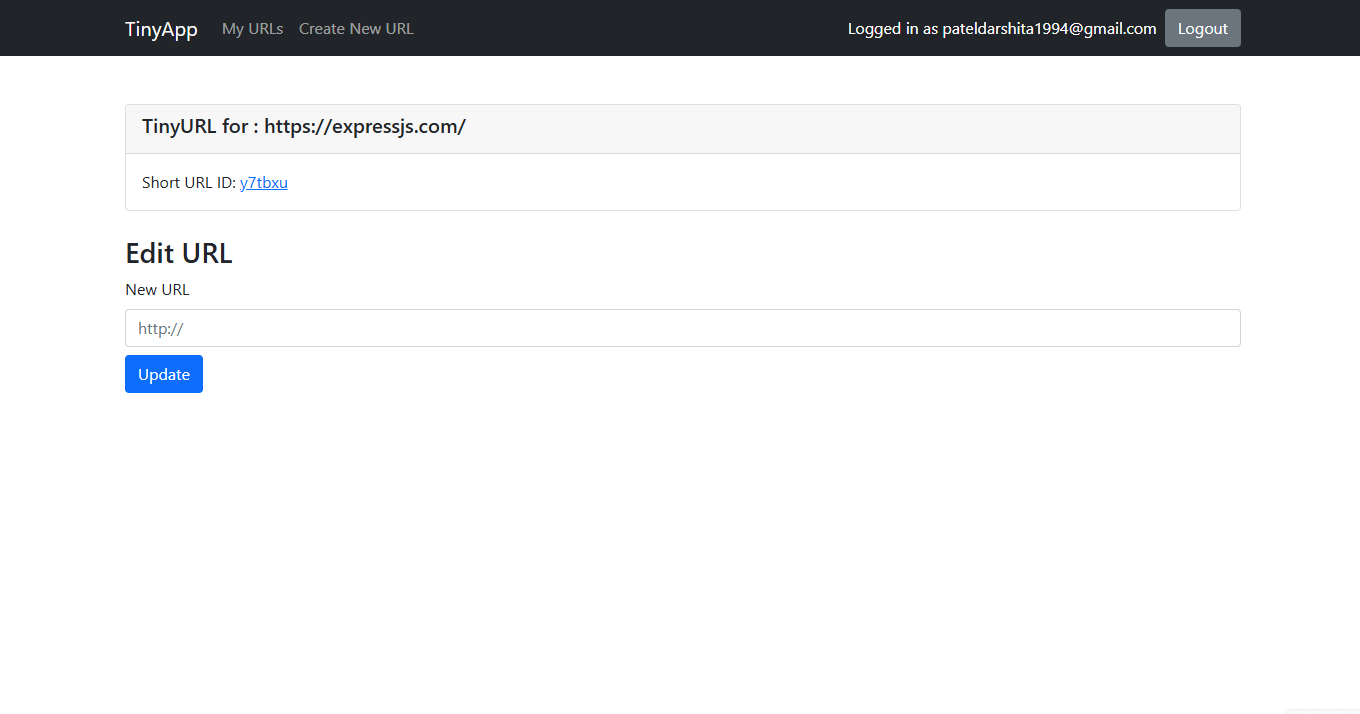 TinyApp My URLs Create New URL Logged in as pateldarshita1994@gmail.com Logout
TinyURL for : https://expressjs.com/
Short URL ID: y7tbxu
Edit URL
New URL
http://
Update